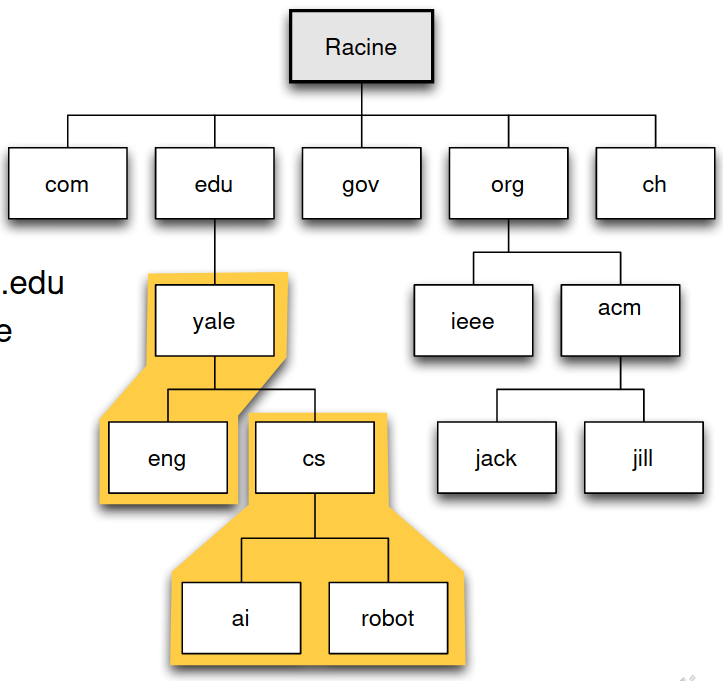 Racine
com
edu
gov
org
ch
.edu
e
yale
ieee
acm
eng
cs
jack
jill
ai
robot